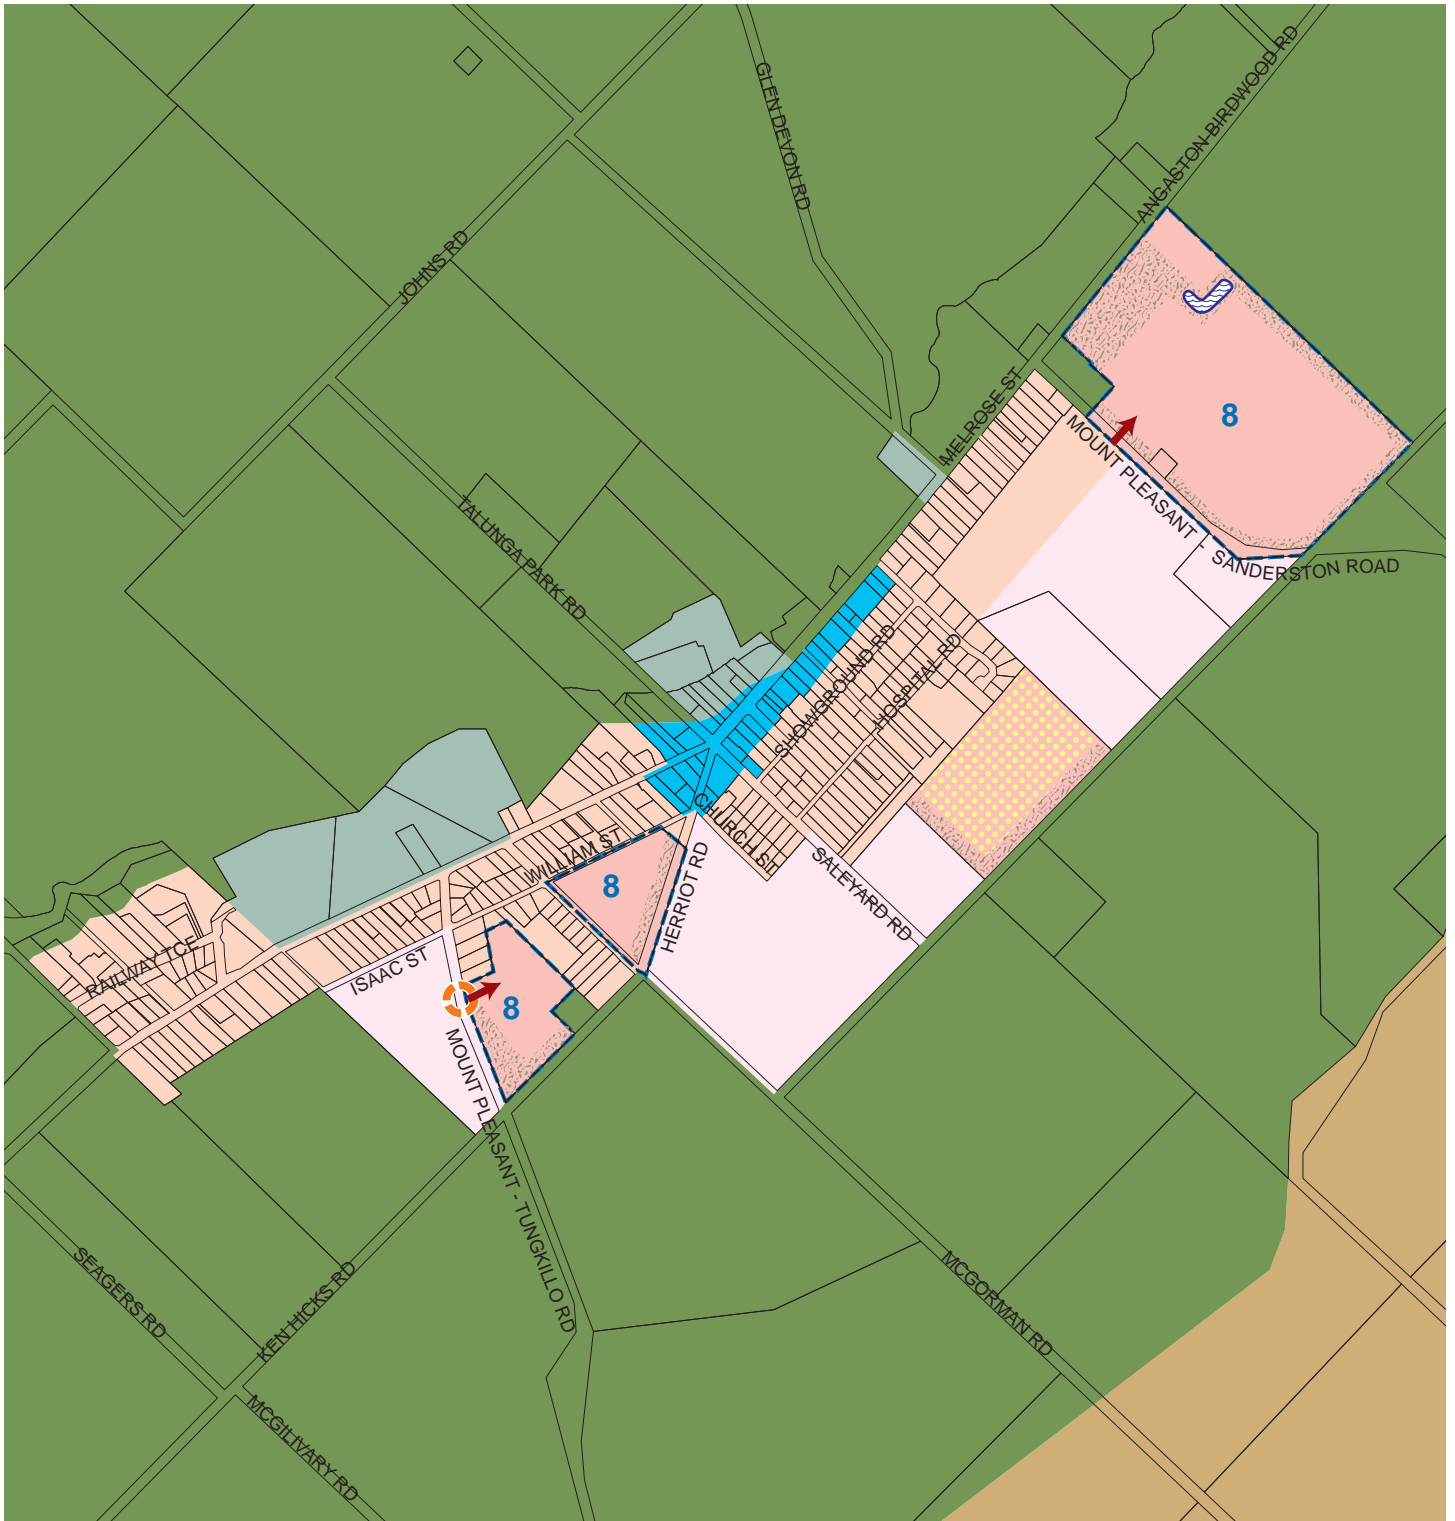 ANGASTON-BIRDWOOD RD
GLEN DEVON RD
JOHNS RD
MELROSE ST
8
MOUNT PLEASANT - SANDERSTON ROAD
TALUNGA PARK RD
SHOWGROUND RD
HOSPITAL RD
CHURCH ST
WILLIAM ST
8
HERRIOT RD
SALEYARD RD
RAILWAY TCE
ISAAC ST
8
MOUNT PLEASANT - TUNGKILLO RD
SEAGERS RD
KEN HICKS RD
MCGORMAN RD
MCGILIVARY RD